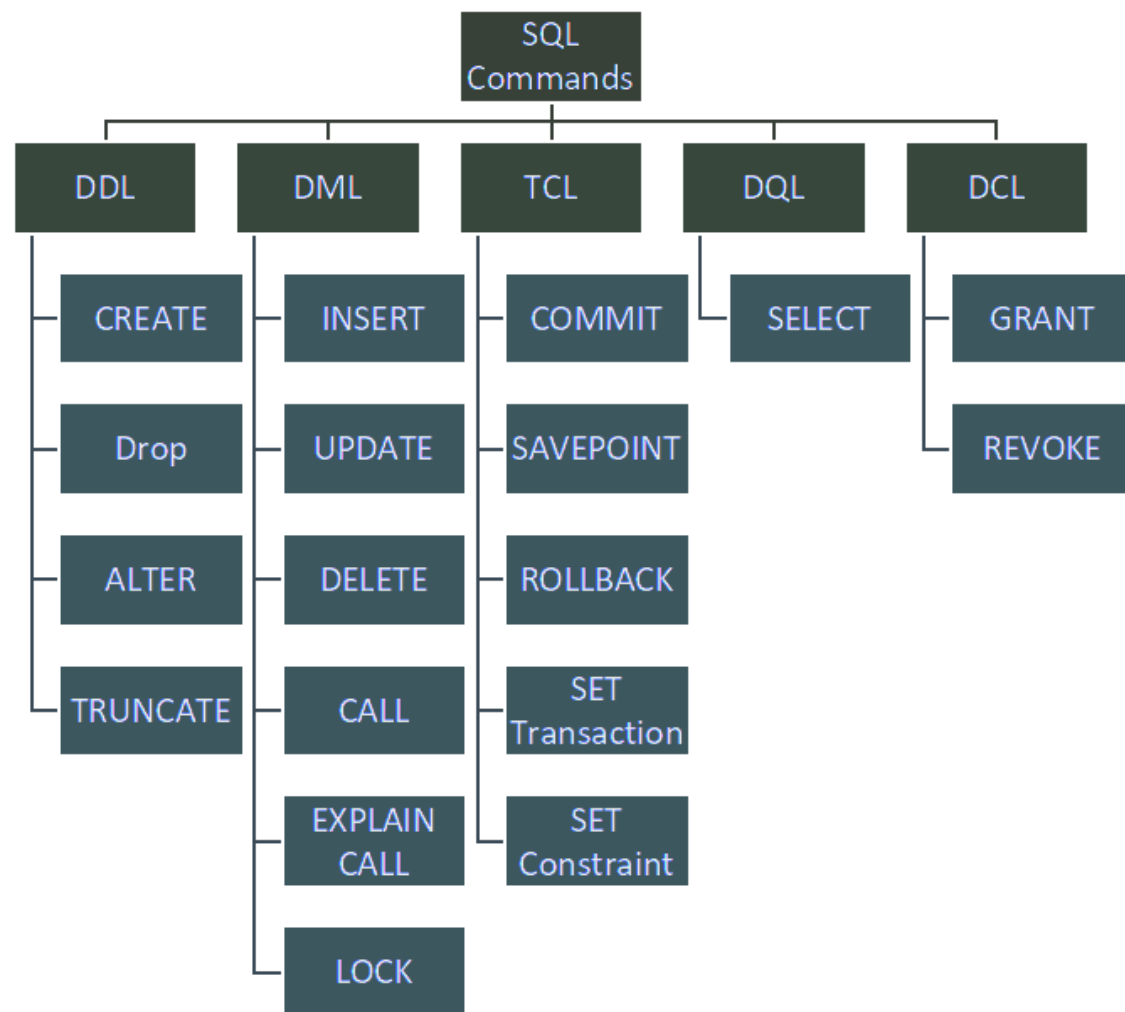 SQL
Commands
DDL
DML
TCL
DQL
DCL
CREATE
Drop
ALTER
TRUNCATE
INSERT
UPDATE
DELETE
CALL
EXPLAIN
CALL
LOCK
COMMIT
SAVEPOINT
ROLLBACK
SET
Transaction
SET
Constraint
SELECT
GRANT
REVOKE